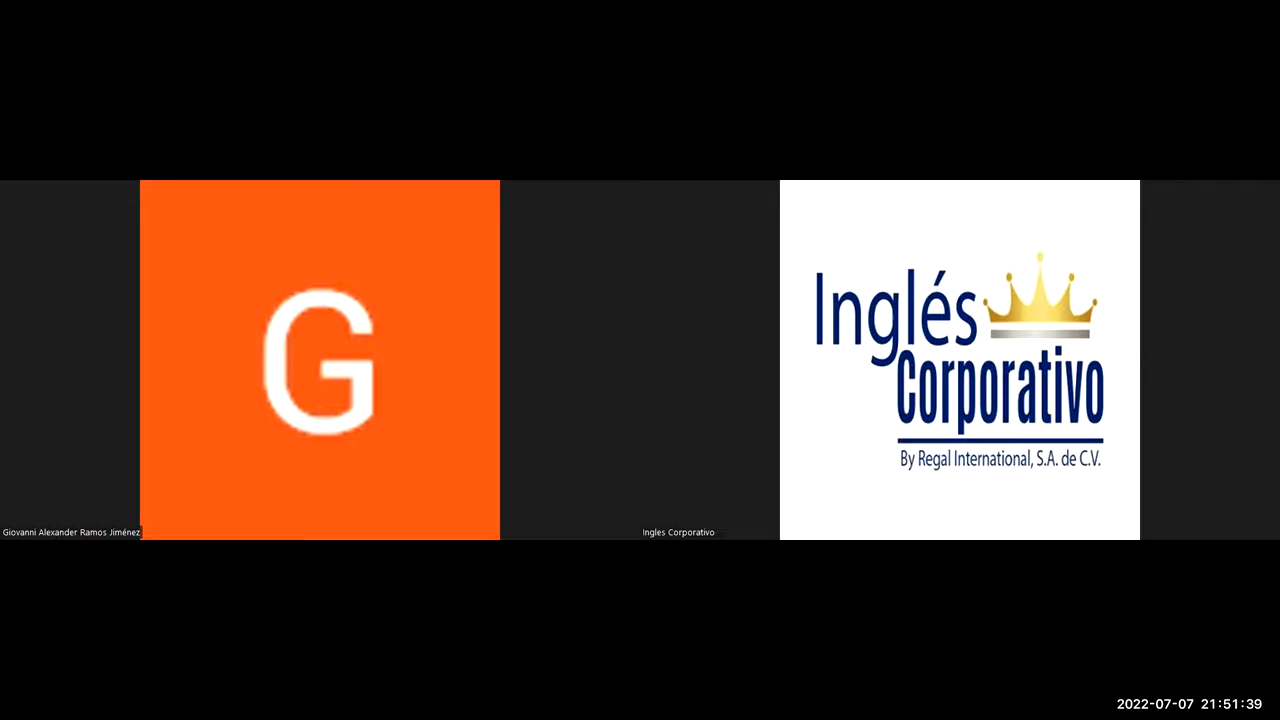 G
Inglés
Corporativo
By Regal International, S.A. de C.V.
Giovanni Alexander Ramos Jiménez
Ingles Corporativo
2022-07-07 21:51:39